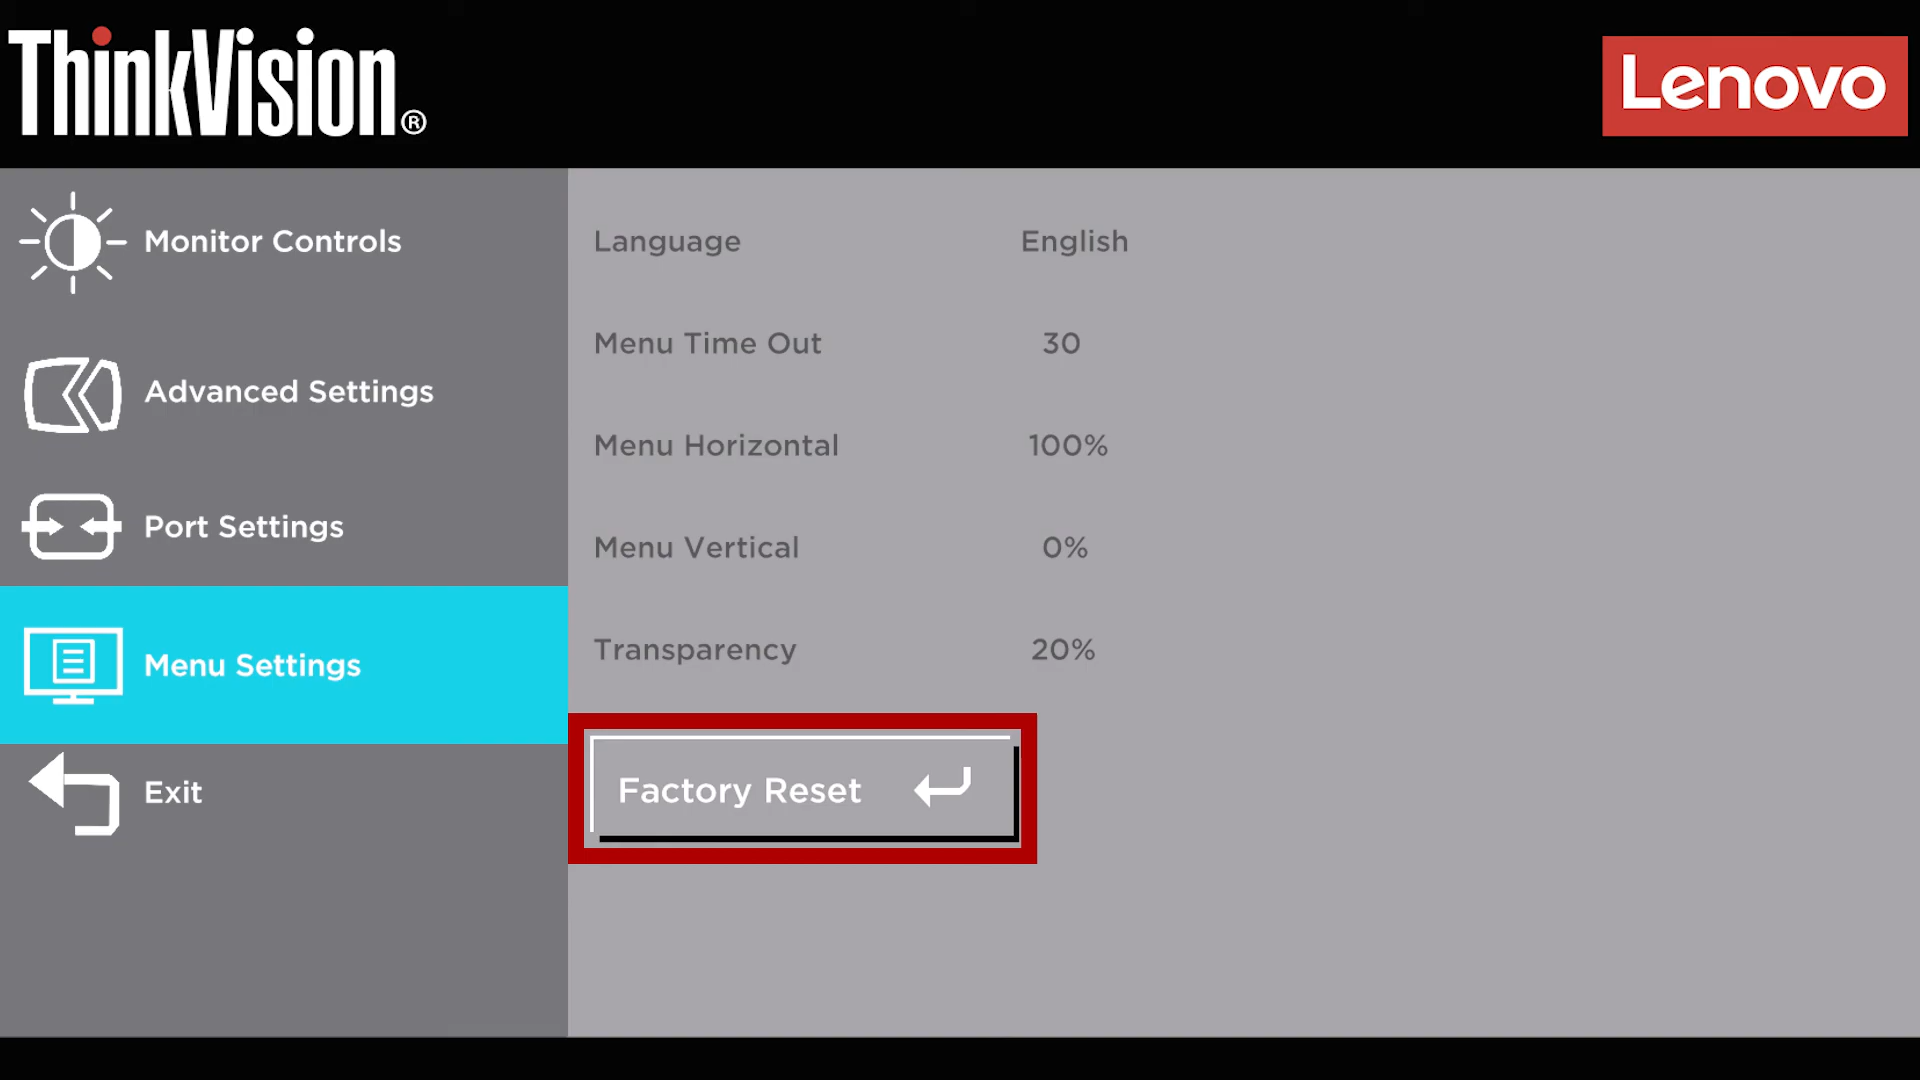 ThinkVision®
Lenovo
Monitor Controls
Advanced Settings
Port Settings
Menu Settings
Exit
Language English
Menu Time Out 30
Menu Horizontal 100%
Menu Vertical 0%
Transparency 20%
Factory Reset